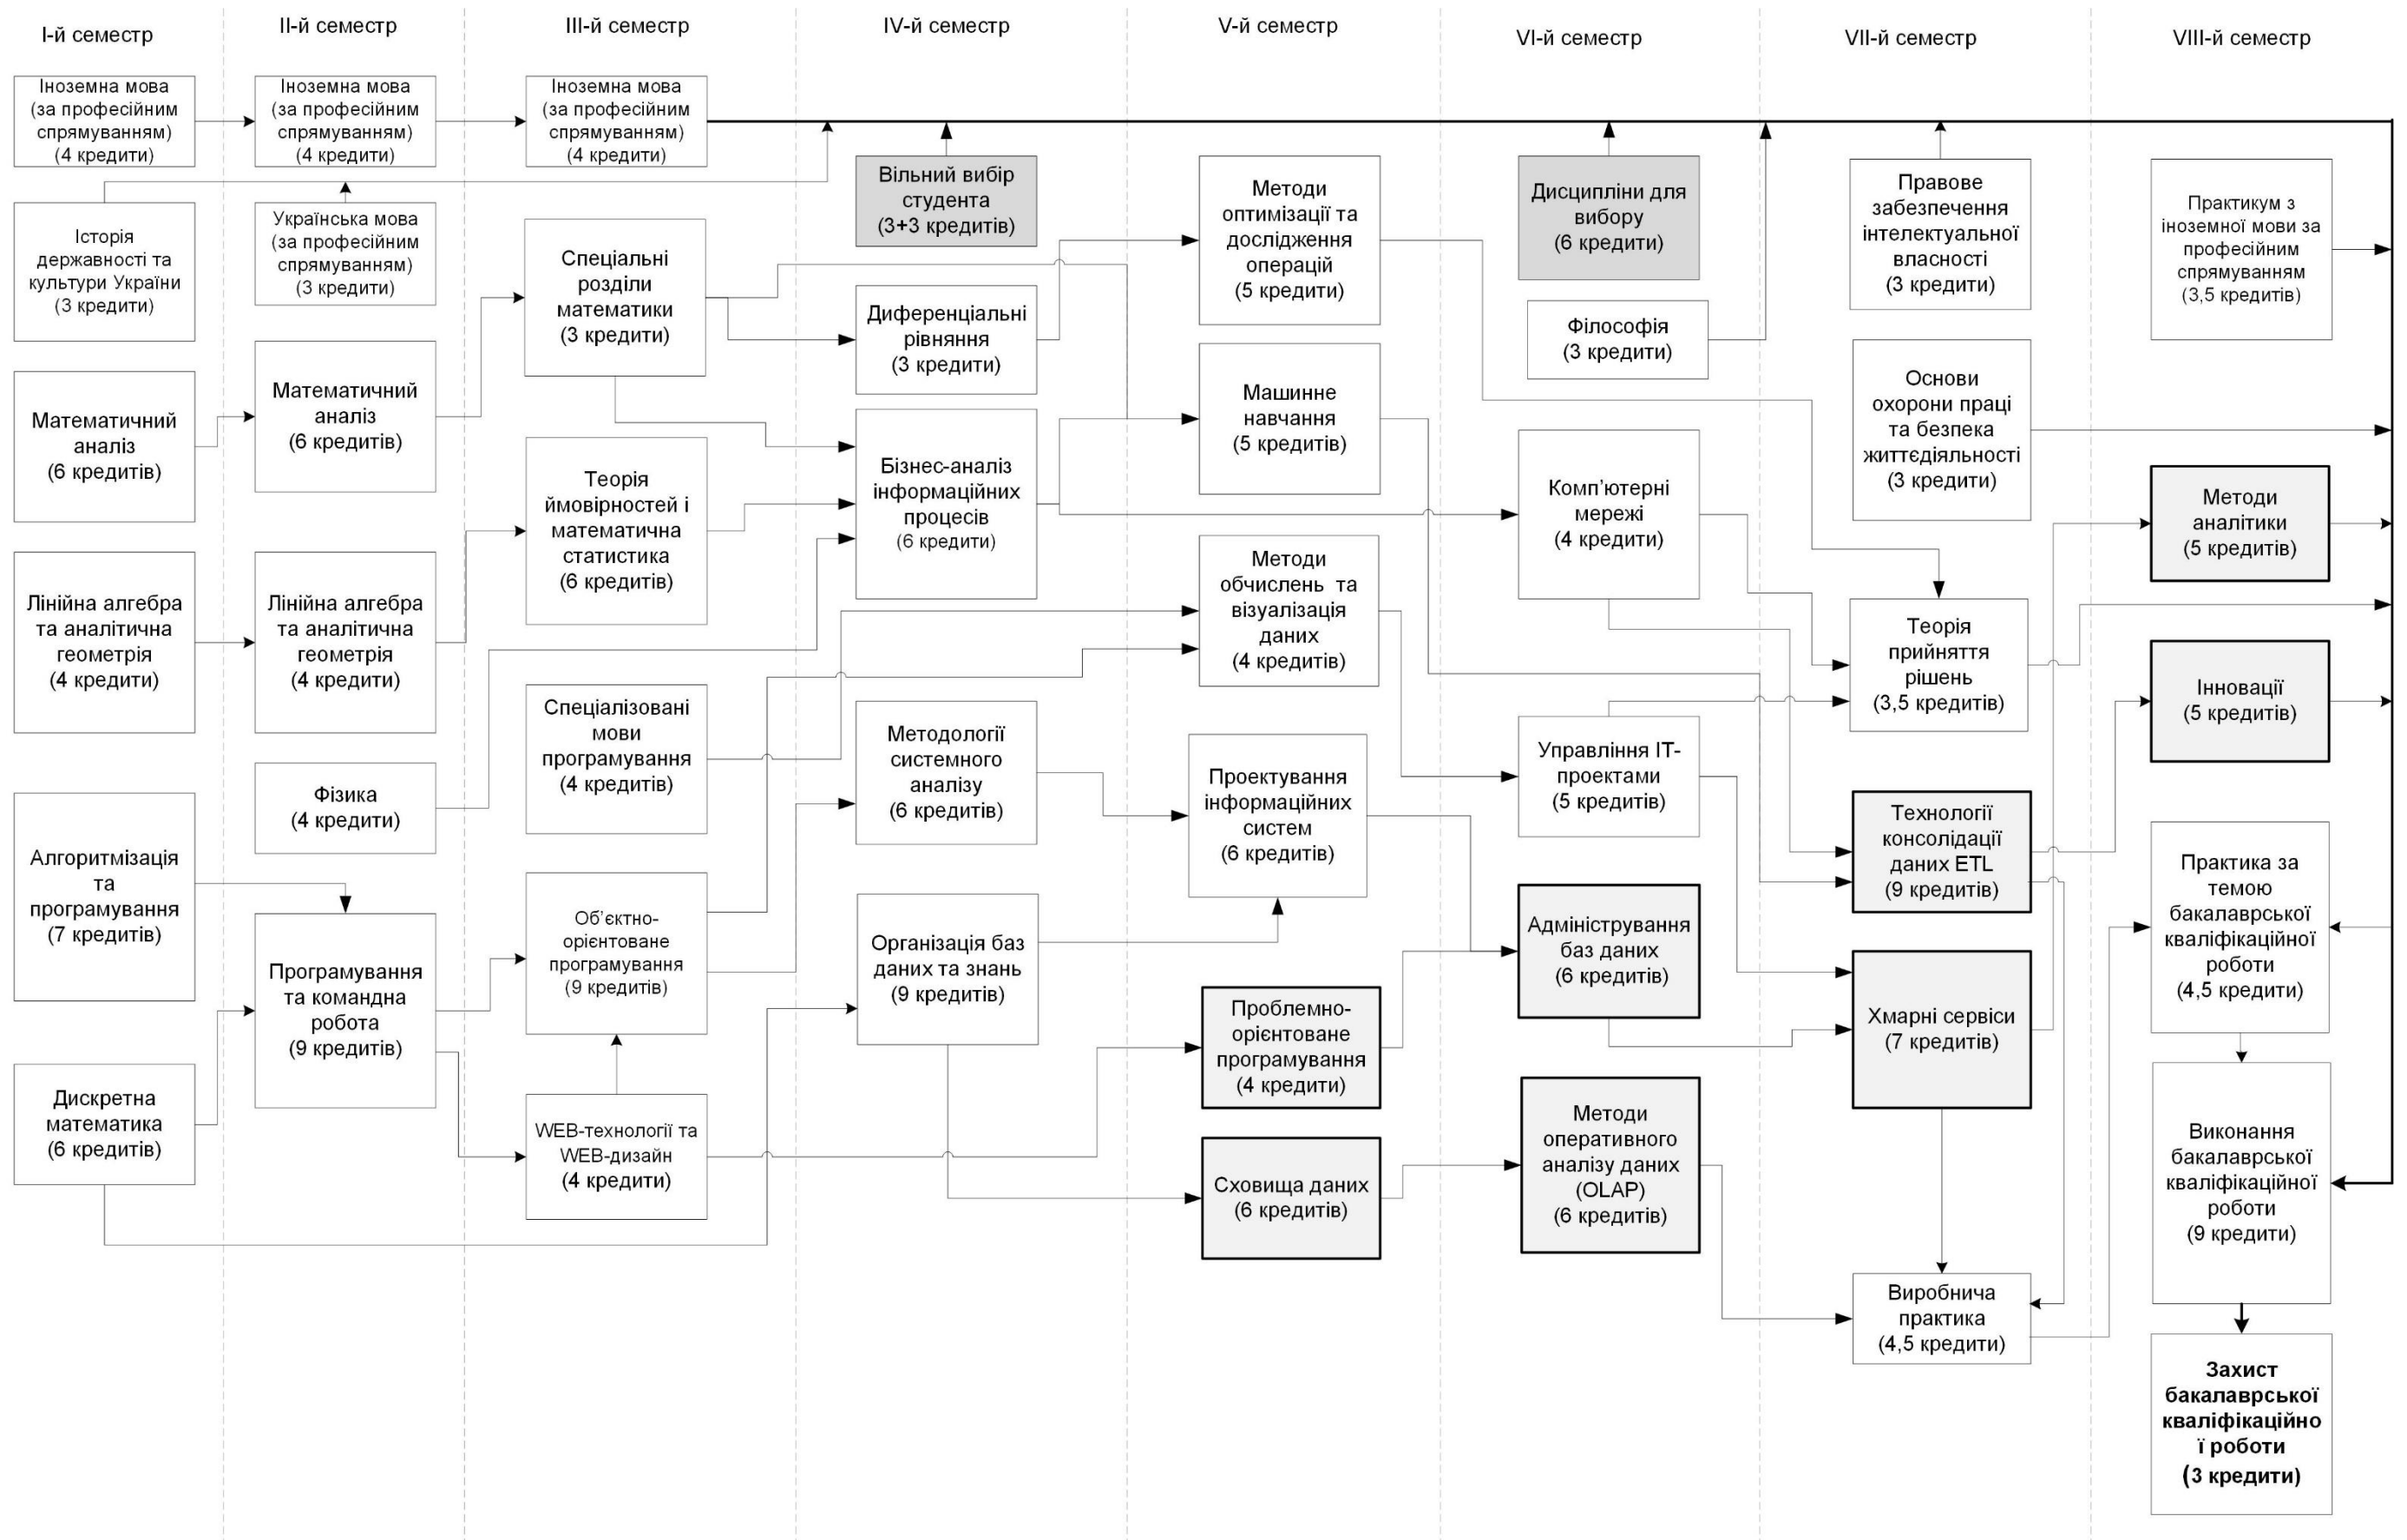 І-й семестр
ІІ-й семестр
ІІІ-й семестр
IV-й семестр
V-й семестр
VI-й семестр
VII-й семестр
VIII-й семестр
Іноземна мова
(за професійним
спрямуванням)
(4 кредити)
Історія
державності та
культури України
(3 кредити)
Математичний
аналіз
(6 кредитів)
Лінійна алгебра
та аналітична
геометрія
(4 кредити)
Алгоритмізація
та
програмування
(7 кредитів)
Дискретна
математика
(6 кредитів)
Іноземна мова
(за професійним
спрямуванням)
(4 кредити)
Українська мова
(за професійним
спрямуванням)
(3 кредити)
Математичний
аналіз
(6 кредитів)
Лінійна алгебра
та аналітична
геометрія
(4 кредити)
Фізика
(4 кредити)
Програмування
та командна
робота
(9 кредитів)
Іноземна мова
(за професійним
спрямуванням)
(4 кредити)
Спеціальні
розділи
математики
(3 кредити)
Теорія
ймовірностей і
математична
статистика
(6 кредитів)
Спеціалізовані
мови
програмування
(4 кредитів)
Об’єктно-
орієнтоване
програмування
(9 кредитів)
WEB-технології та
WEB-дизайн
(4 кредити)
Вільний вибір
студента
(3+3 кредитів)
Диференціальні
рівняння
(3 кредити)
Бізнес-аналіз
інформаційних
процесів
(6 кредити)
Методології
системного
аналізу
(6 кредитів)
Організація баз
даних та знань
(9 кредитів)
Методи
оптимізації та
дослідження
операцій
(5 кредити)
Машинне
навчання
(5 кредитів)
Методи
обчислень та
візуалізація
даних
(4 кредитів)
Проектування
інформаційних
систем
(6 кредитів)
Проблемно-
орієнтоване
програмування
(4 кредити)
Сховища даних
(6 кредитів)
Дисципліни для
вибору
(6 кредити)
Філософія
(3 кредити)
Комп’ютерні
мережі
(4 кредити)
Управління ІТ-
проектами
(5 кредитів)
Адміністрування
баз даних
(6 кредитів)
Методи
оперативного
аналізу даних
(OLAP)
(6 кредитів)
Правове
забезпечення
інтелектуальної
власності
(3 кредити)
Основи
охорони праці
та безпека
життєдіяльності
(3 кредити)
Теорія
прийняття
рішень
(3,5 кредитів)
Технології
консолідації
даних ETL
(9 кредитів)
Хмарні сервіси
(7 кредитів)
Виробнича
практика
(4,5 кредити)
Практикум з
іноземної мови за
професійним
спрямуванням
(3,5 кредитів)
Методи
аналітики
(5 кредитів)
Інновації
(5 кредитів)
Практика за
темою
бакалаврської
кваліфікаційної
роботи
(4,5 кредити)
Виконання
бакалаврської
кваліфікаційної
роботи
(9 кредити)
Захист
бакалаврської
кваліфікаційно
ї роботи
(3 кредити)